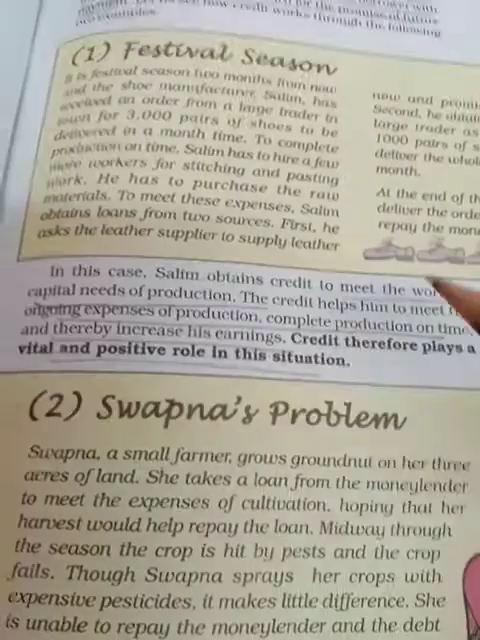 how credit works through the following
two examples.
(1) Festival Season
It is festival season two months from now
and the shoe manufacturer, Salim, has
received an order from a large trader in
town for 3,000 pairs of shoes to be
delivered in a month time. To complete
production on time, Salim has to hire a few
more workers for stitching and pasting
work. He has to purchase the raw
materials. To meet these expenses, Salim
obtains loans from two sources. First, he
asks the leather supplier to supply leather
now and
Second, he
large trader as
1000 pairs of
deliver the
month.
At the end of
deliver the
repay the
In this case, Salim obtains credit to meet the
capital needs of production. The credit helps him to meet
ongoing expenses of production, complete production on time,
and thereby increase his earnings. Credit therefore plays a
vital and positive role in this situation.
(2) Swapna's Problem
Swapna, a small farmer, grows groundnut on her three
acres of land. She takes a loan from the moneylender
to meet the expenses of cultivation, hoping that her
harvest would help repay the loan. Midway through
the season the crop is hit by pests and the crop
fails. Though Swapna sprays her crops with
expensive pesticides, it makes little difference. She
is unable to repay the moneylender and the debt